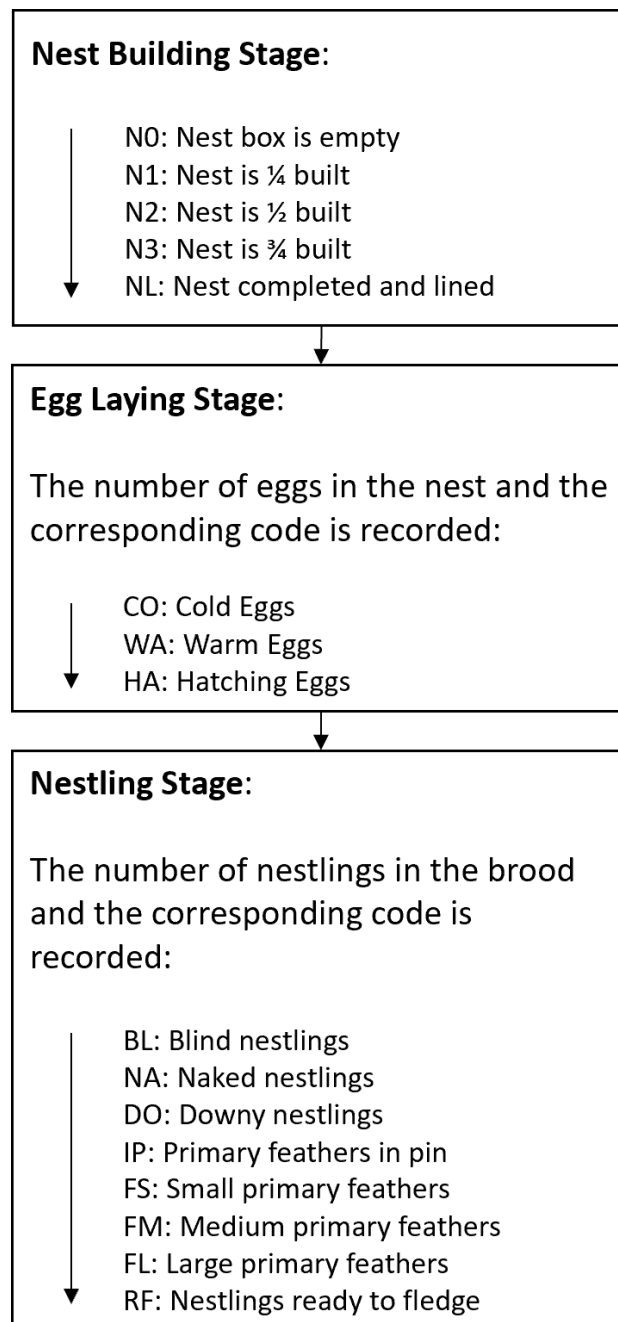 Nest Building Stage:
N0: Nest box is empty
N1: Nest is ¼ built
N2: Nest is ½ built
N3: Nest is ¾ built
NL: Nest completed and lined
Egg Laying Stage:
The number of eggs in the nest and the
corresponding code is recorded:
CO: Cold Eggs
WA: Warm Eggs
HA: Hatching Eggs
Nestling Stage:
The number of nestlings in the brood
and the corresponding code is
recorded:
BL: Blind nestlings
NA: Naked nestlings
DO: Downy nestlings
IP: Primary feathers in pin
FS: Small primary feathers
FM: Medium primary feathers
FL: Large primary feathers
RF: Nestlings ready to fledge